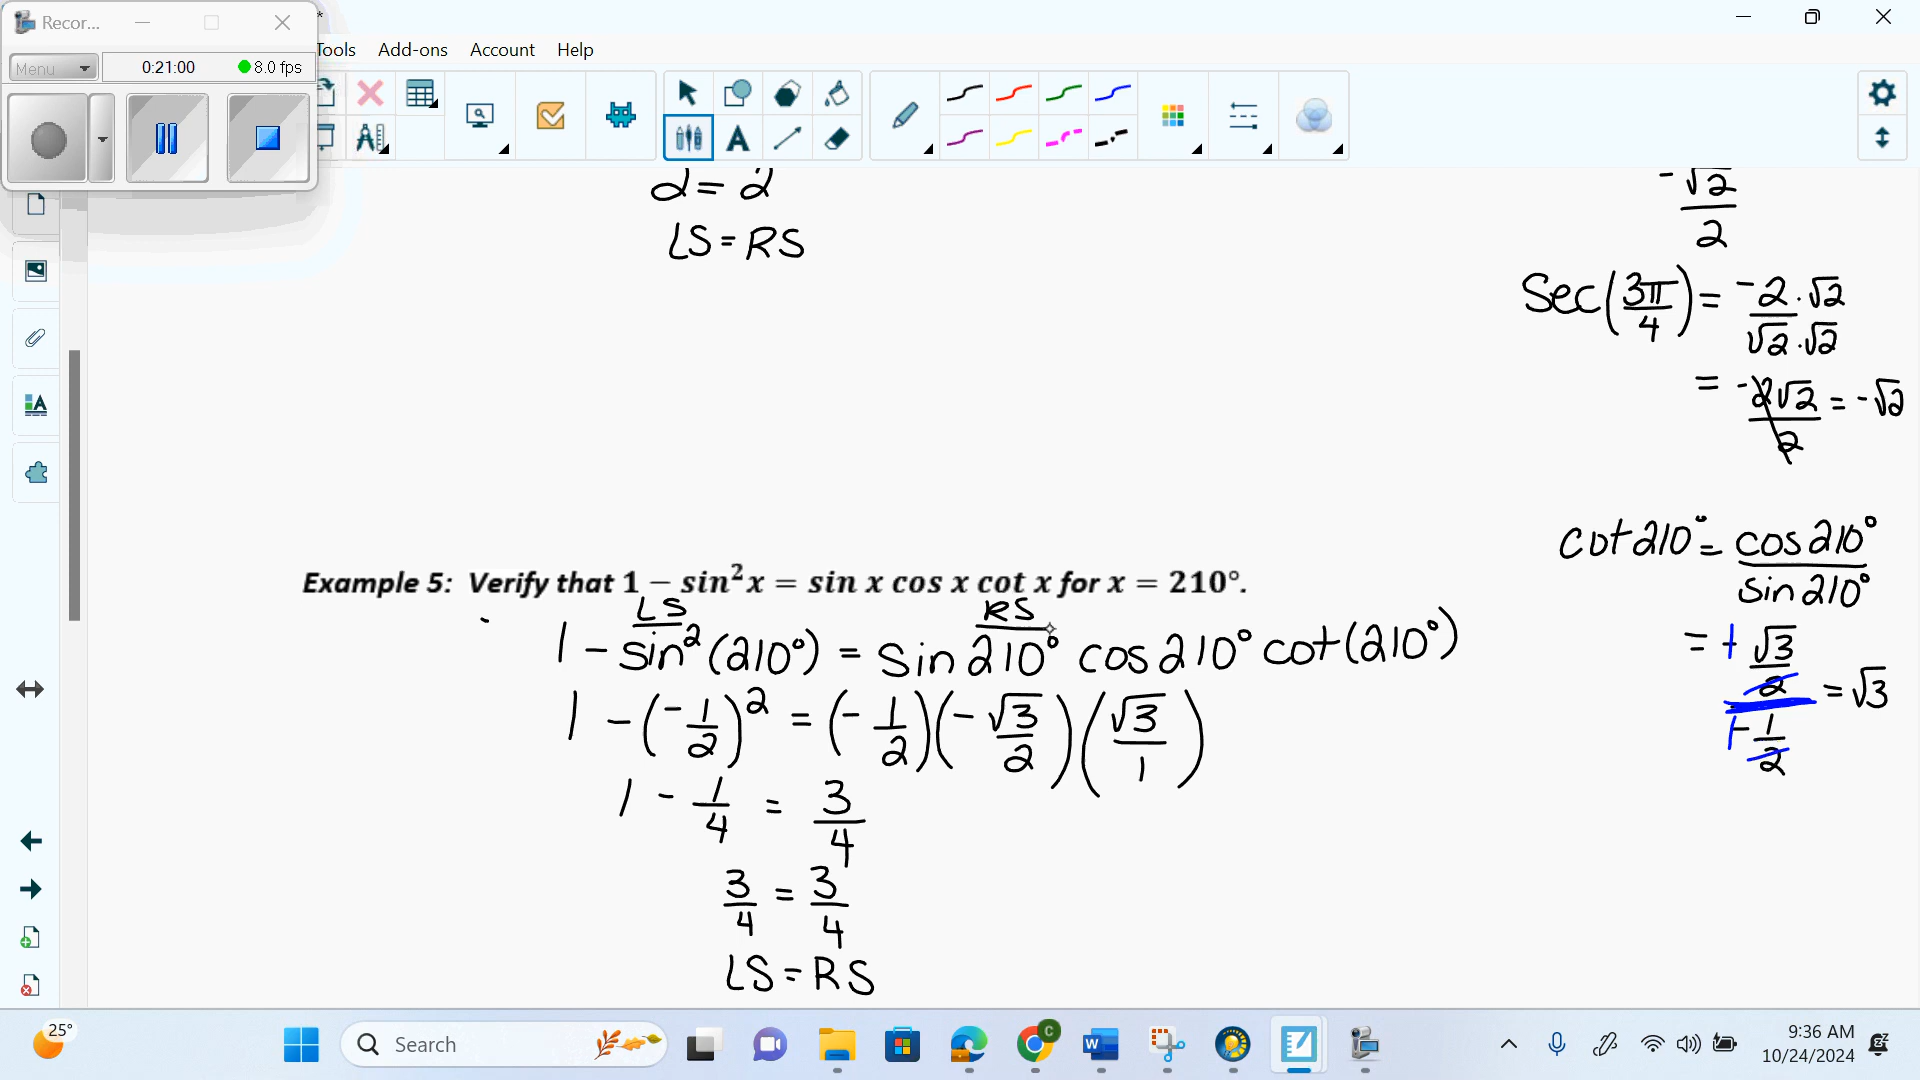 Recor...
*
Menu
0:21:00
8.0 fps
Tools Add-ons Account Help
2 = 2
LS = RS
-√2/2
Sec(3π/4) = -2·√2/√2·√2
= -2√2/2 = -√2
Example 5: Verify that 1 − sin²x = sin x cos x cot x for x = 210°.
LS RS
1 - sin²(210°) = sin 210° cos 210° cot(210°)
1 - (-1/2)² = (-1/2)(-√3/2)(√3/1)
1 - 1/4 = 3/4
3/4 = 3/4
LS = RS
cot 210° = cos 210°/sin 210°
= + √3/2 / -1/2 = √3
25°
Search
9:36 AM
10/24/2024